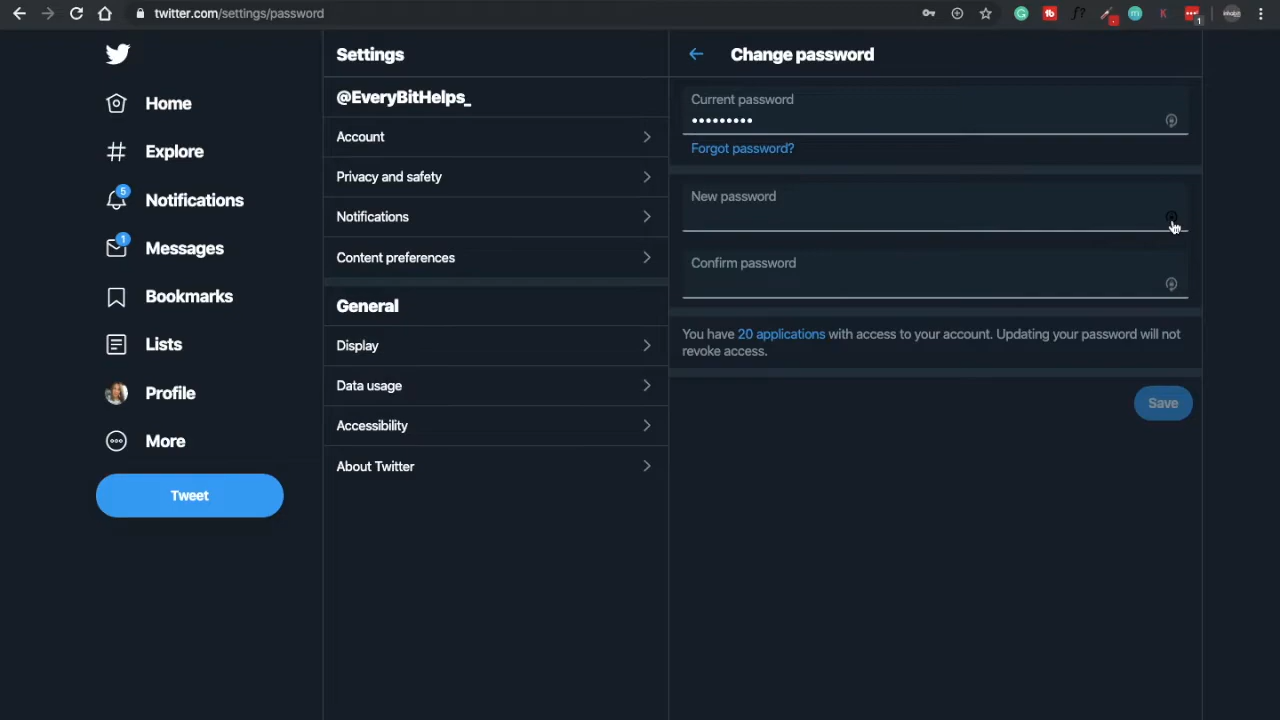 twitter.com/settings/password
1
Home
Explore
5
Notifications
1
Messages
Bookmarks
Lists
Profile
More
Tweet
Settings
@EveryBitHelps_
Account
Privacy and safety
Notifications
Content preferences
General
Display
Data usage
Accessibility
About Twitter
Change password
Current password
•••••••••
Forgot password?
New password
Confirm password
You have 20 applications with access to your account. Updating your password will not
revoke access.
Save